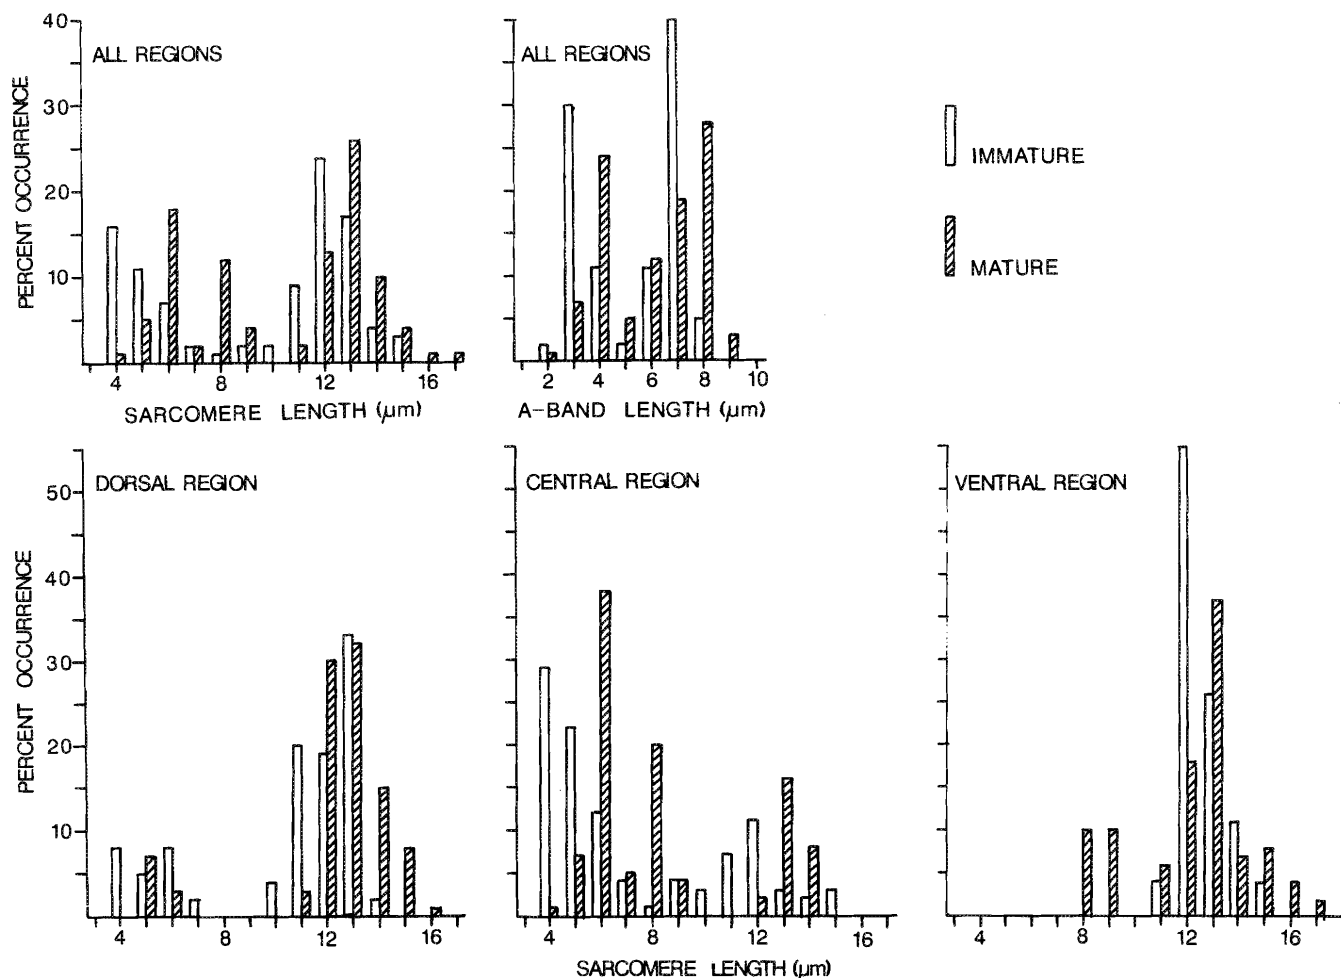 ALL REGIONS
PERCENT OCCURRENCE
40
30
20
10
4 8 12 16
SARCOMERE LENGTH (µm)
ALL REGIONS
2 4 6 8 10
A-BAND LENGTH (µm)
IMMATURE
MATURE
DORSAL REGION
PERCENT OCCURRENCE
50
40
30
20
10
4 8 12 16
CENTRAL REGION
4 8 12 16
SARCOMERE LENGTH (µm)
VENTRAL REGION
4 8 12 16